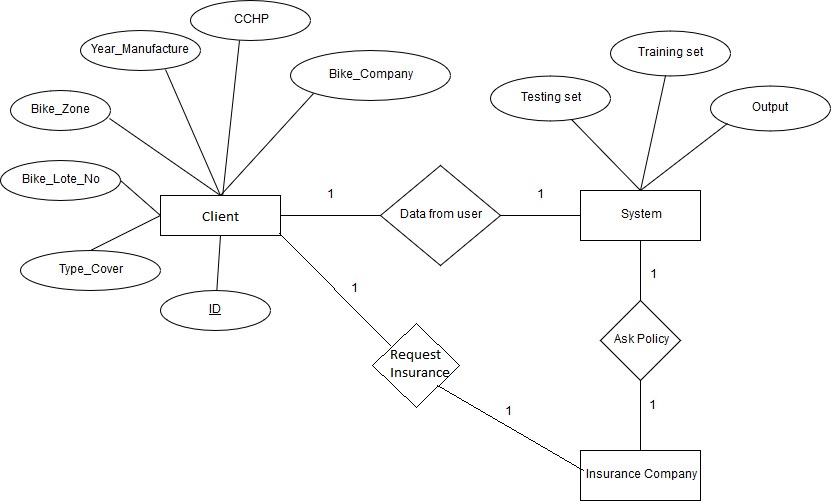 CCHP
Year_Manufacture
Bike_Company
Training set
Testing set
Output
Bike_Zone
Bike_Lote_No
Client
1
Data from user
1
System
Type_Cover
ID
1
1
Request
Insurance
Ask Policy
1
1
Insurance Company